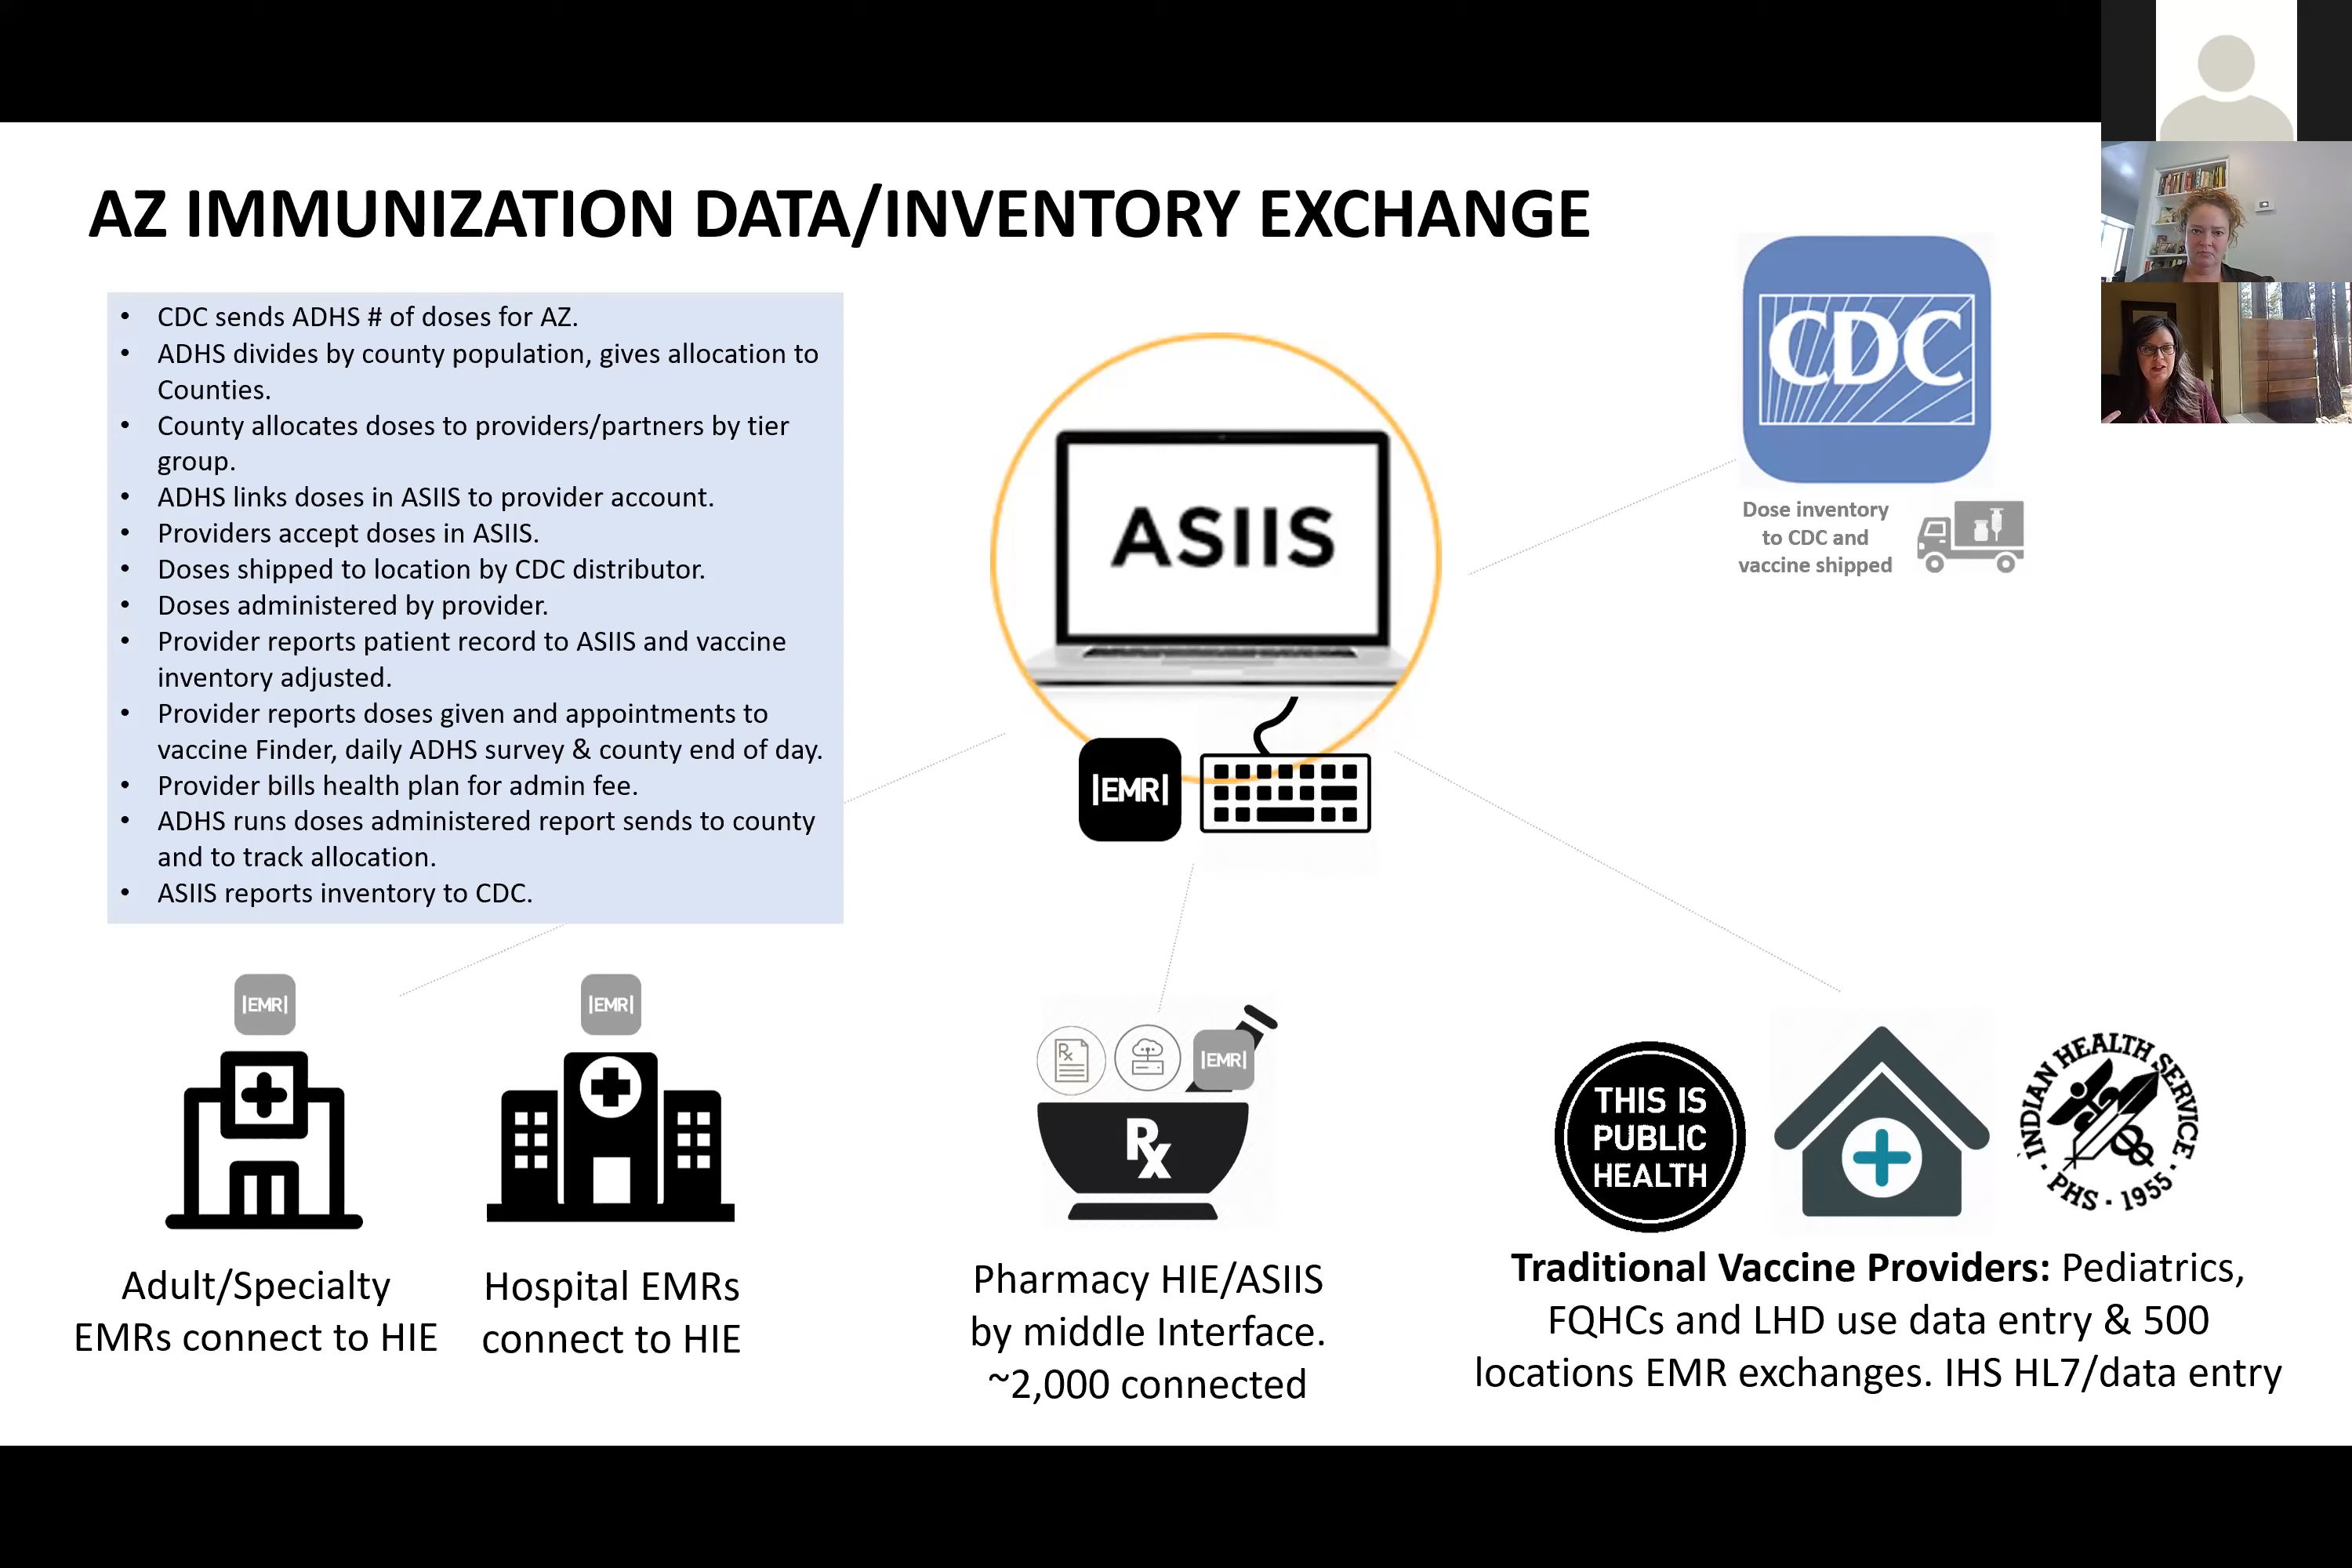 AZ IMMUNIZATION DATA/INVENTORY EXCHANGE
• CDC sends ADHS # of doses for AZ.
• ADHS divides by county population, gives allocation to
Counties.
• County allocates doses to providers/partners by tier
group.
• ADHS links doses in ASIIS to provider account.
• Providers accept doses in ASIIS.
• Doses shipped to location by CDC distributor.
• Doses administered by provider.
• Provider reports patient record to ASIIS and vaccine
inventory adjusted.
• Provider reports doses given and appointments to
vaccine Finder, daily ADHS survey & county end of day.
• Provider bills health plan for admin fee.
• ADHS runs doses administered report sends to county
and to track allocation.
• ASIIS reports inventory to CDC.
ASIIS
|EMR|
CDC
Dose inventory
to CDC and
vaccine shipped
|EMR|
Adult/Specialty
EMRs connect to HIE
|EMR|
Hospital EMRs
connect to HIE
Rx
|EMR|
Rx
Pharmacy HIE/ASIIS
by middle Interface.
~2,000 connected
THIS IS
PUBLIC
HEALTH
INDIAN HEALTH SERVICE
· PHS · 1955 ·
Traditional Vaccine Providers: Pediatrics,
FQHCs and LHD use data entry & 500
locations EMR exchanges. IHS HL7/data entry